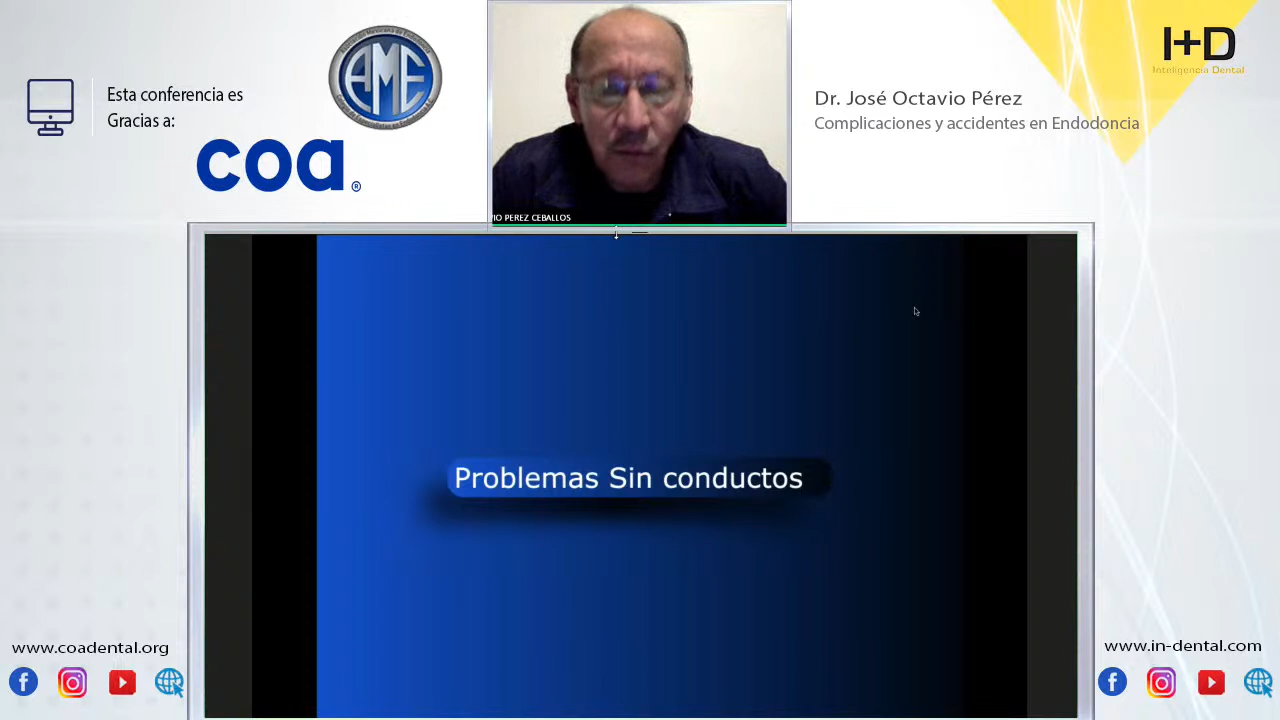 Esta conferencia es
Gracias a:
coa®
AME
IO PEREZ CEBALLOS
I+D
Inteligencia Dental
Dr. José Octavio Pérez
Complicaciones y accidentes en Endodoncia
Problemas Sin conductos
www.coadental.org
www.in-dental.com